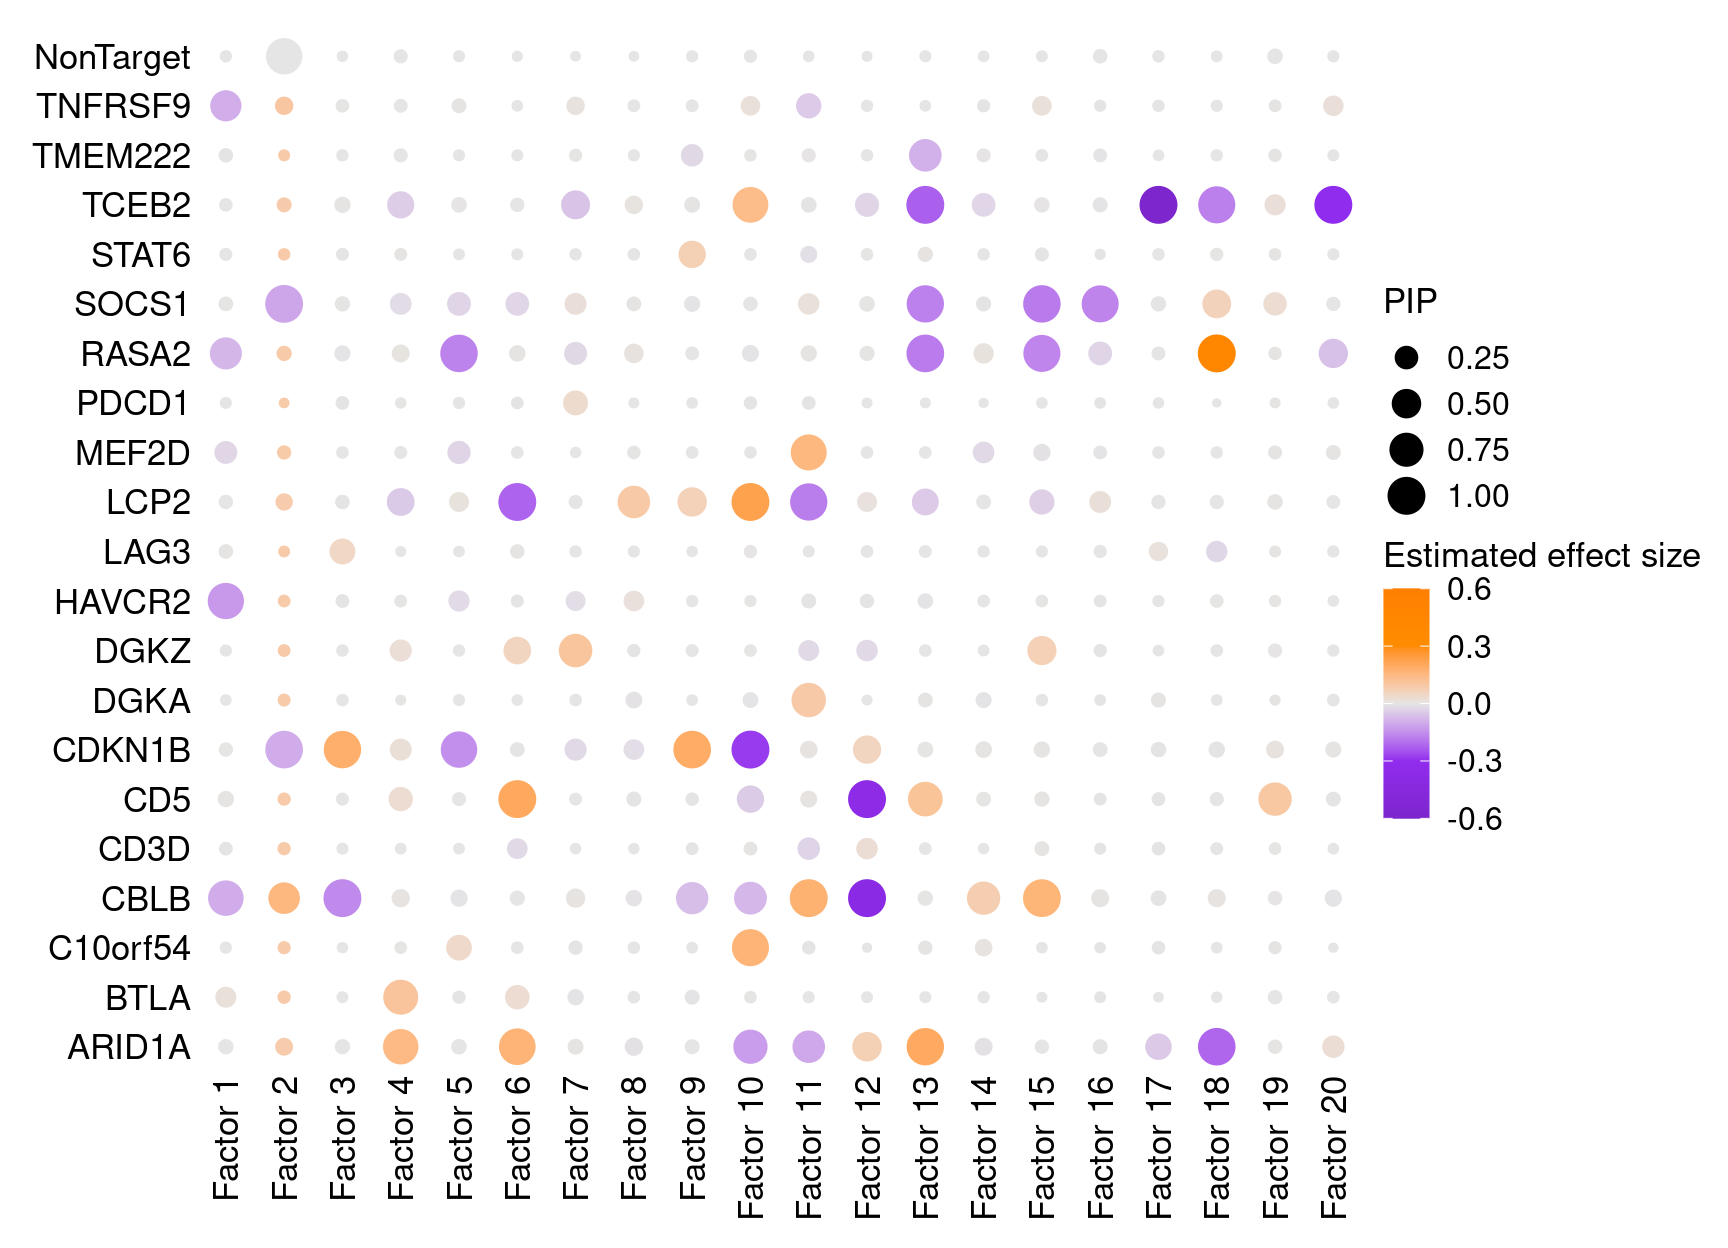 NonTarget
TNFRSF9
TMEM222
TCEB2
STAT6
SOCS1
RASA2
PDCD1
MEF2D
LCP2
LAG3
HAVCR2
DGKZ
DGKA
CDKN1B
CD5
CD3D
CBLB
C10orf54
BTLA
ARID1A
Factor 1
Factor 2
Factor 3
Factor 4
Factor 5
Factor 6
Factor 7
Factor 8
Factor 9
Factor 10
Factor 11
Factor 12
Factor 13
Factor 14
Factor 15
Factor 16
Factor 17
Factor 18
Factor 19
Factor 20
PIP
0.25
0.50
0.75
1.00
Estimated effect size
0.6
0.3
0.0
-0.3
-0.6